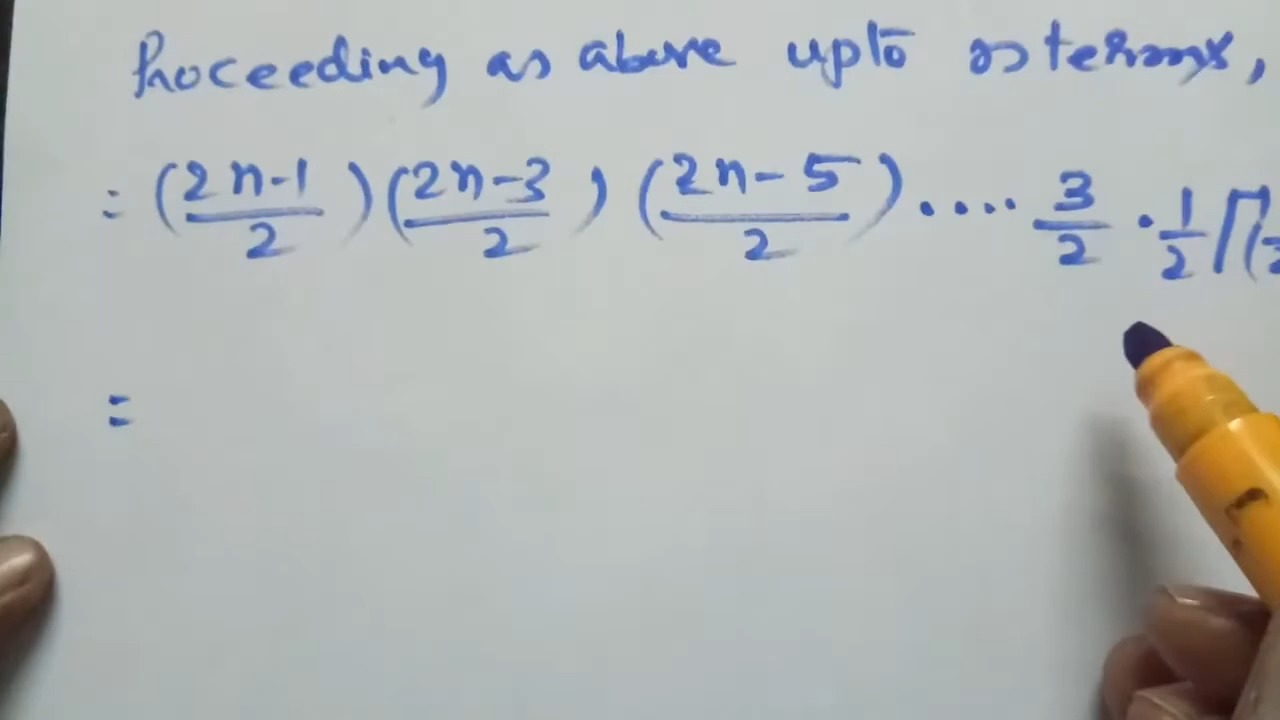 Proceeding as above upto n terms,
= (2n-1/2)(2n-3/2)(2n-5/2).... 3/2 · 1/2 Γ(
=